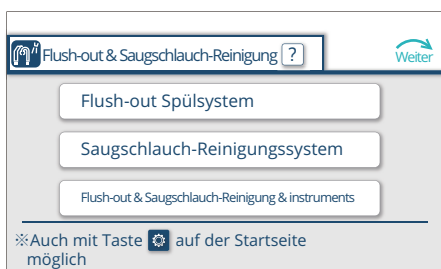 Flush-out & Saugschlauch-Reinigung ?
Weiter
Flush-out Spülsystem
Saugschlauch-Reinigungssystem
Flush-out & Saugschlauch-Reinigung & instruments
※Auch mit Taste auf der Startseite
möglich